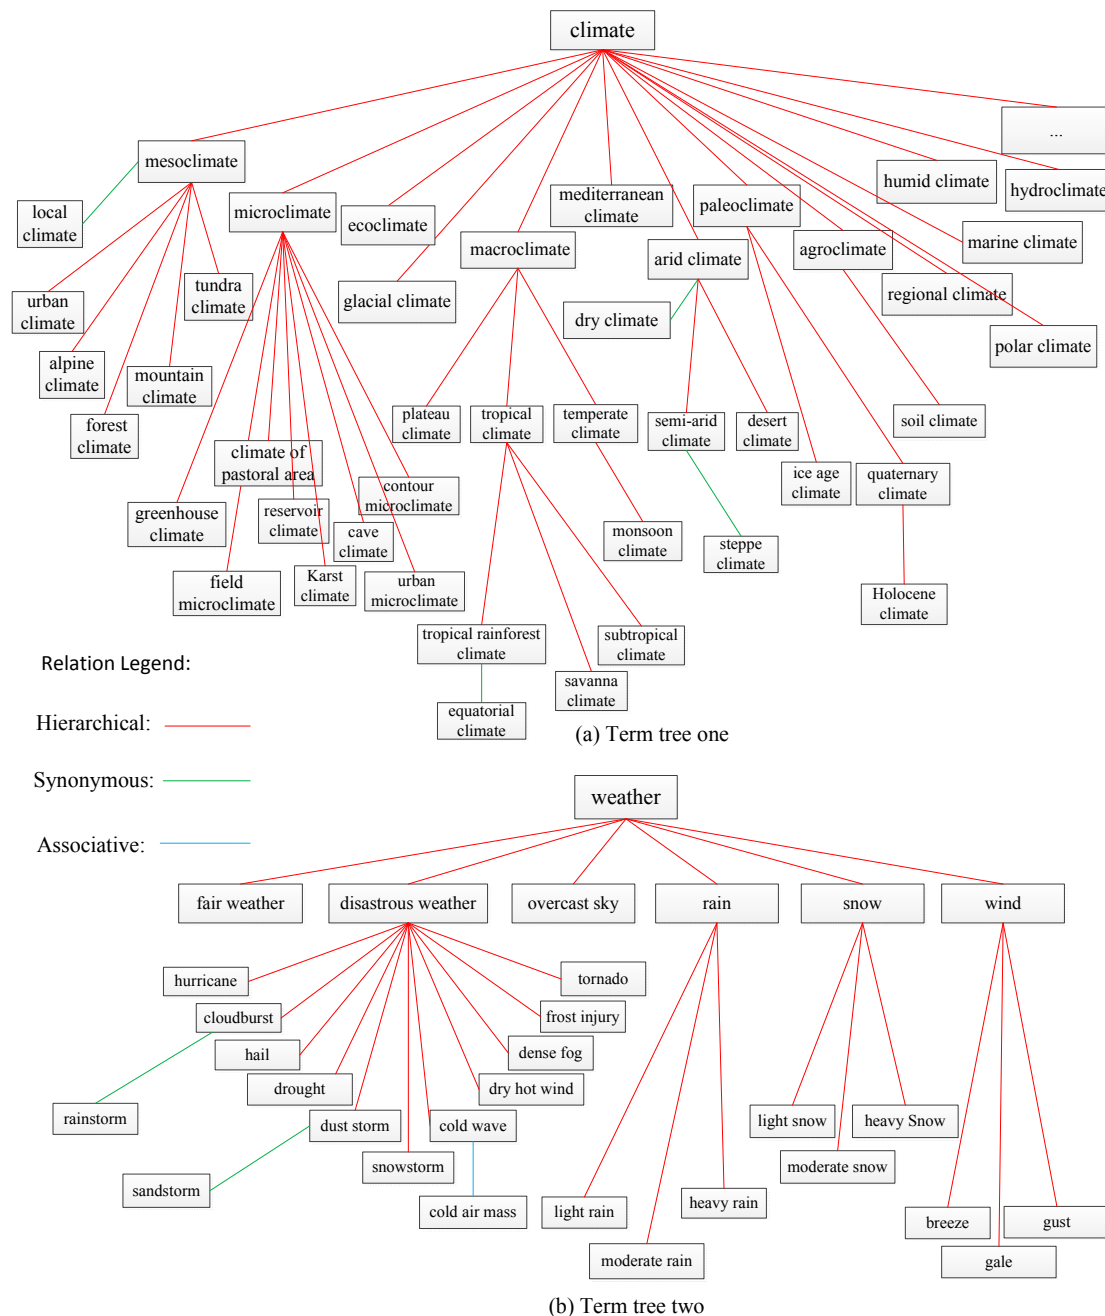 climate
...
mesoclimate
local
climate
microclimate
ecoclimate
mediterranean
climate
paleoclimate
humid climate
hydroclimate
macroclimate
arid climate
agroclimate
marine climate
urban
climate
tundra
climate
glacial climate
dry climate
regional climate
polar climate
alpine
climate
mountain
climate
forest
climate
plateau
climate
tropical
climate
temperate
climate
semi-arid
climate
desert
climate
soil climate
climate of
pastoral area
contour
microclimate
ice age
climate
quaternary
climate
greenhouse
climate
reservoir
climate
cave
climate
monsoon
climate
steppe
climate
field
microclimate
Karst
climate
urban
microclimate
Holocene
climate
tropical rainforest
climate
subtropical
climate
savanna
climate
equatorial
climate
Relation Legend:
Hierarchical:
Synonymous:
Associative:
(a) Term tree one
weather
fair weather
disastrous weather
overcast sky
rain
snow
wind
hurricane
tornado
cloudburst
frost injury
hail
dense fog
drought
dry hot wind
rainstorm
dust storm
cold wave
light snow
heavy Snow
snowstorm
moderate snow
sandstorm
cold air mass
light rain
heavy rain
breeze
gust
moderate rain
gale
(b) Term tree two